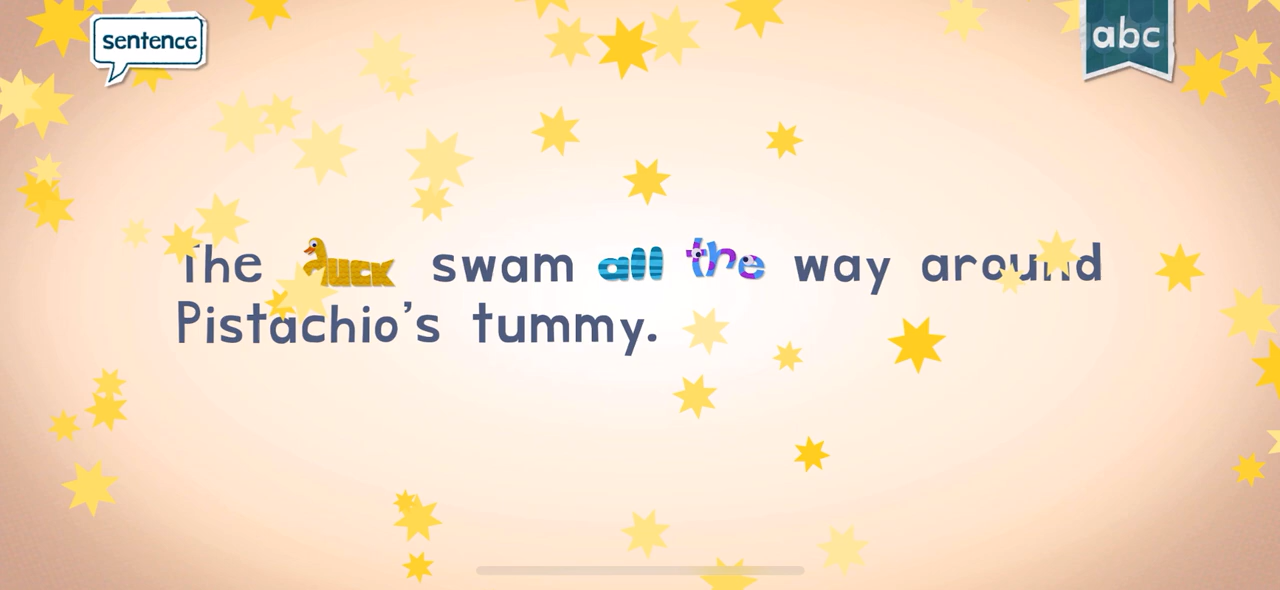 sentence
abc
The duck swam all the way around
Pistachio's tummy.